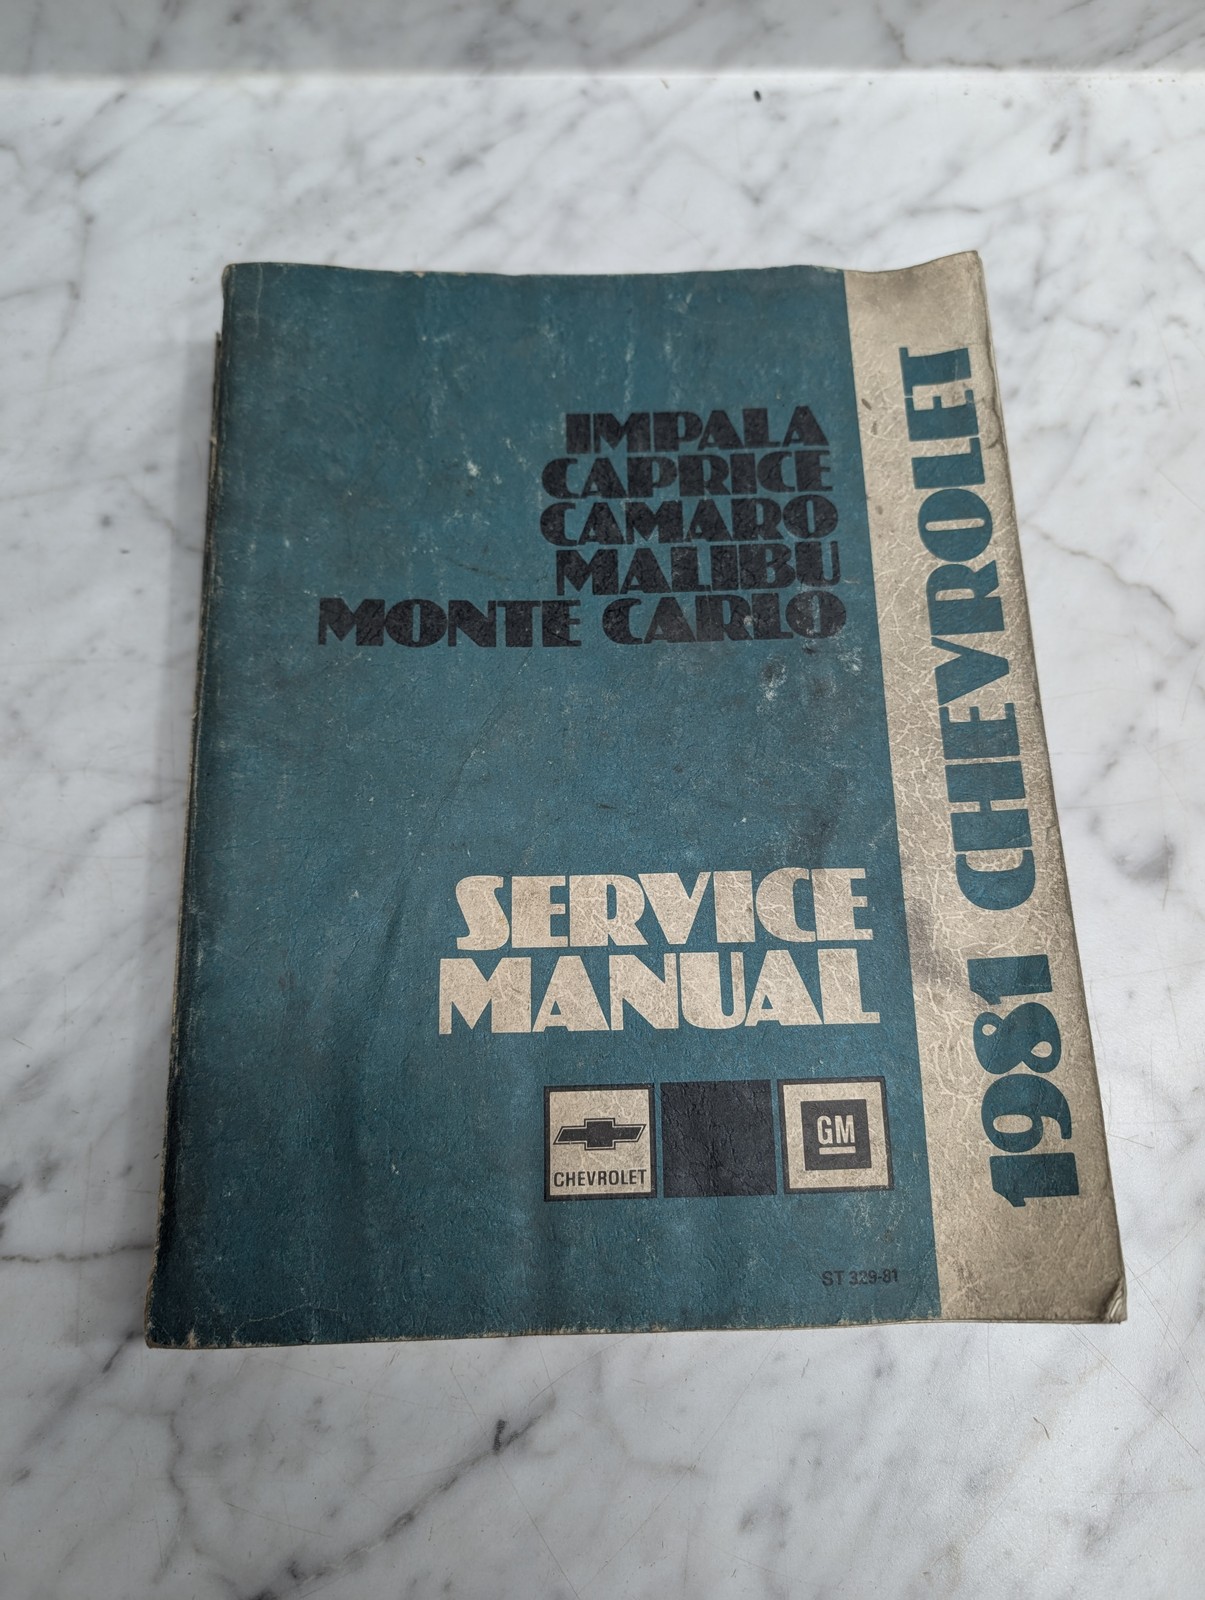 IMPALA
CAPRICE
CAMARO
MALIBU
MONTE CARLO
SERVICE
MANUAL
CHEVROLET
GM
ST 329-81
1981 CHEVROLET